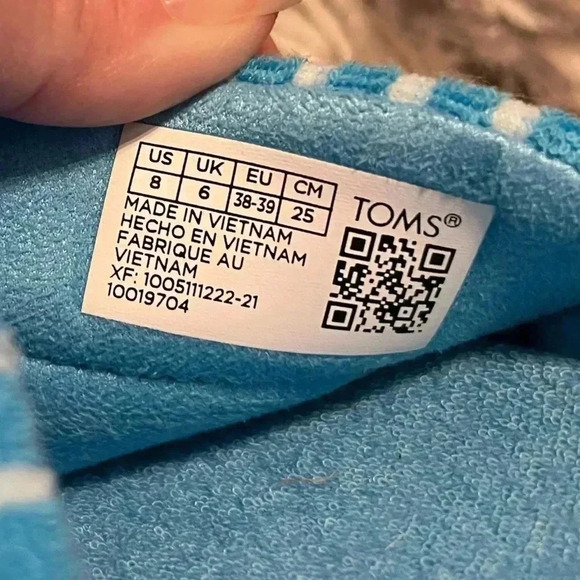 US UK EU CM
8 6 38-39 25
TOMS®
MADE IN VIETNAM
HECHO EN VIETNAM
FABRIQUE AU
VIETNAM
XF: 1005111222-21
10019704